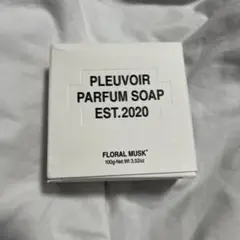 PLEUVOIR
PARFUM SOAP
EST.2020
FLORAL MUSK
100g Net Wt 3.52oz